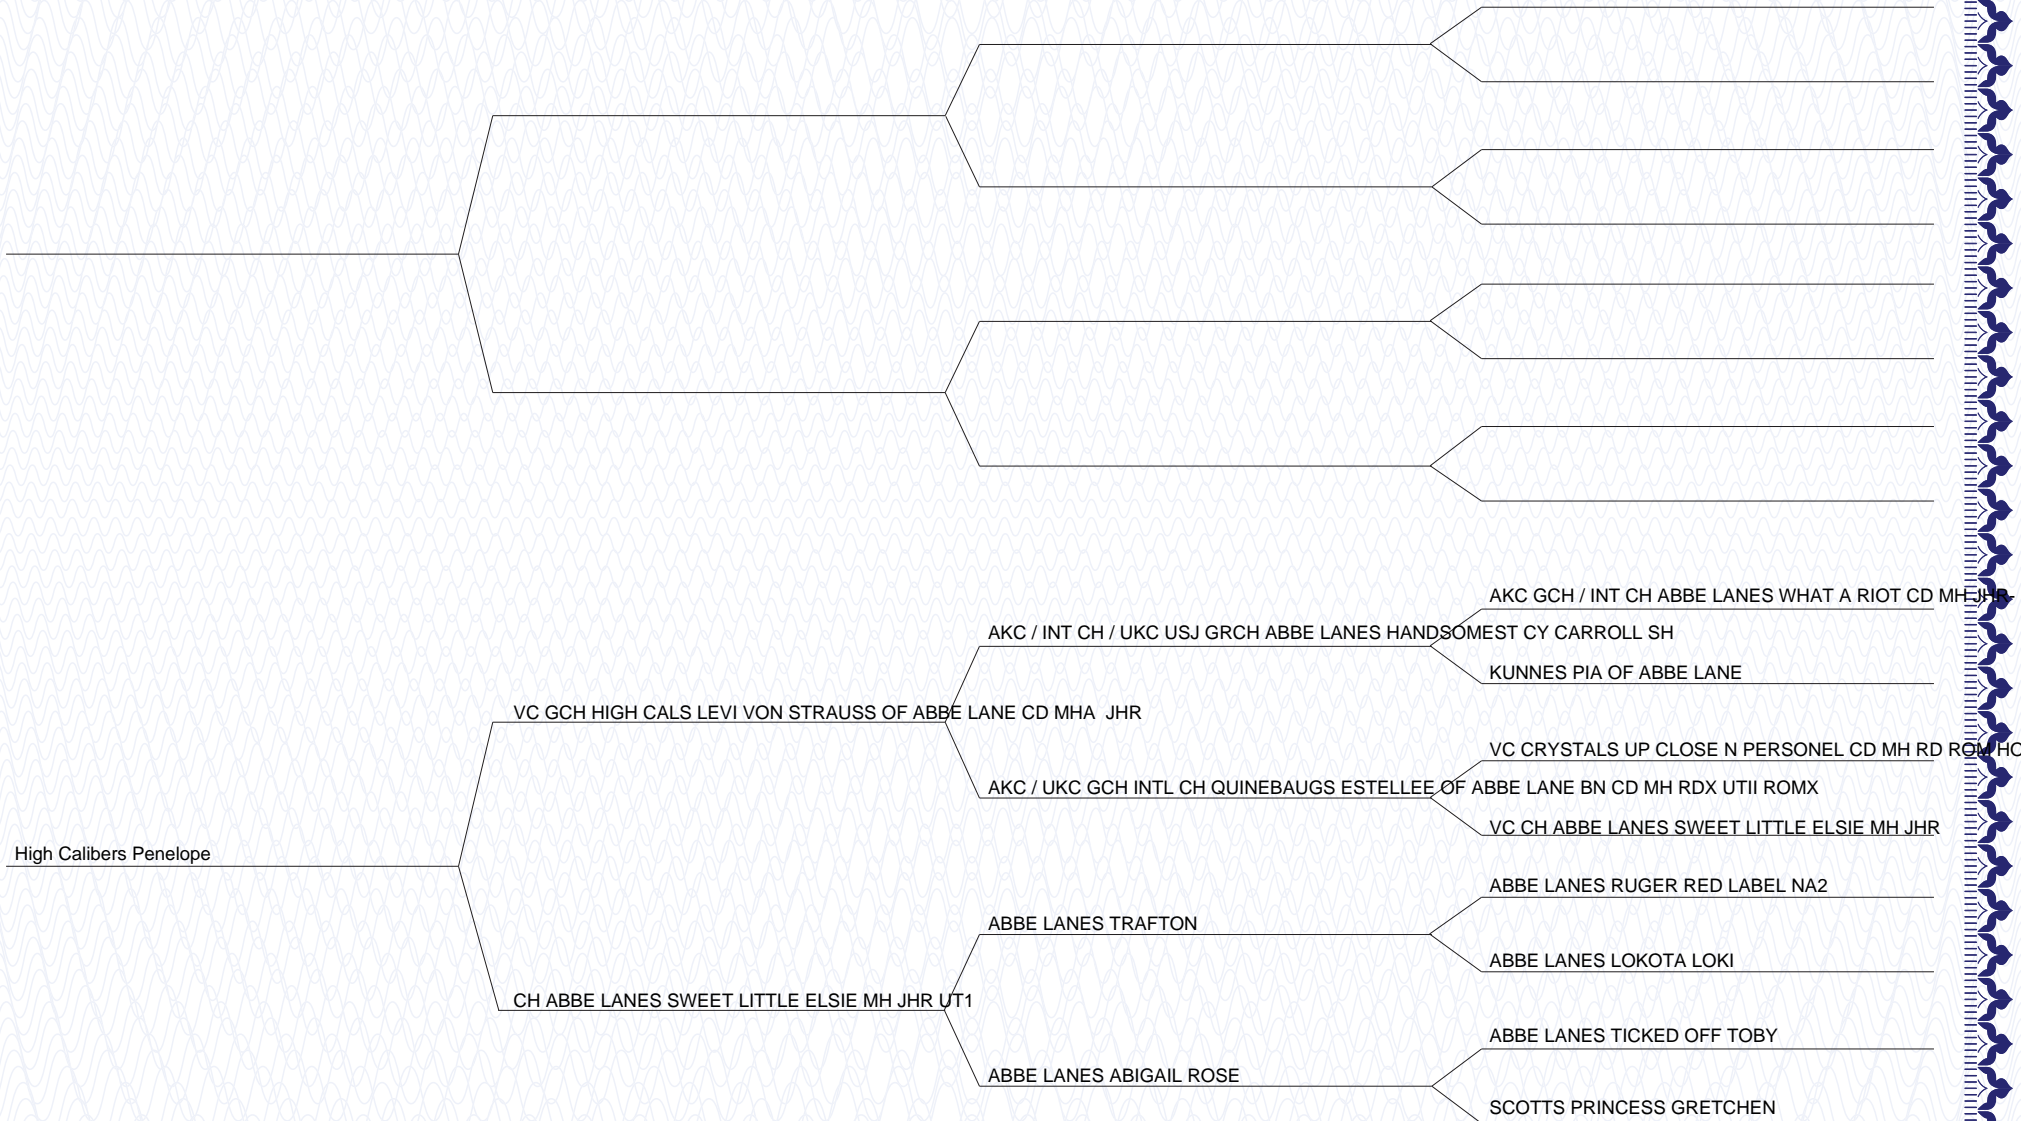 AKC GCH / INT CH ABBE LANES WHAT A RIOT CD MH JHR-
AKC / INT CH / UKC USJ GRCH ABBE LANES HANDSOMEST CY CARROLL SH
KUNNES PIA OF ABBE LANE
VC GCH HIGH CALS LEVI VON STRAUSS OF ABBE LANE CD MHA  JHR
VC CRYSTALS UP CLOSE N PERSONEL CD MH RD ROM HO
AKC / UKC GCH INTL CH QUINEBAUGS ESTELLEE OF ABBE LANE BN CD MH RDX UTII ROMX
VC CH ABBE LANES SWEET LITTLE ELSIE MH JHR
High Calibers Penelope
ABBE LANES RUGER RED LABEL NA2
ABBE LANES TRAFTON
ABBE LANES LOKOTA LOKI
CH ABBE LANES SWEET LITTLE ELSIE MH JHR UT1
ABBE LANES TICKED OFF TOBY
ABBE LANES ABIGAIL ROSE
SCOTTS PRINCESS GRETCHEN